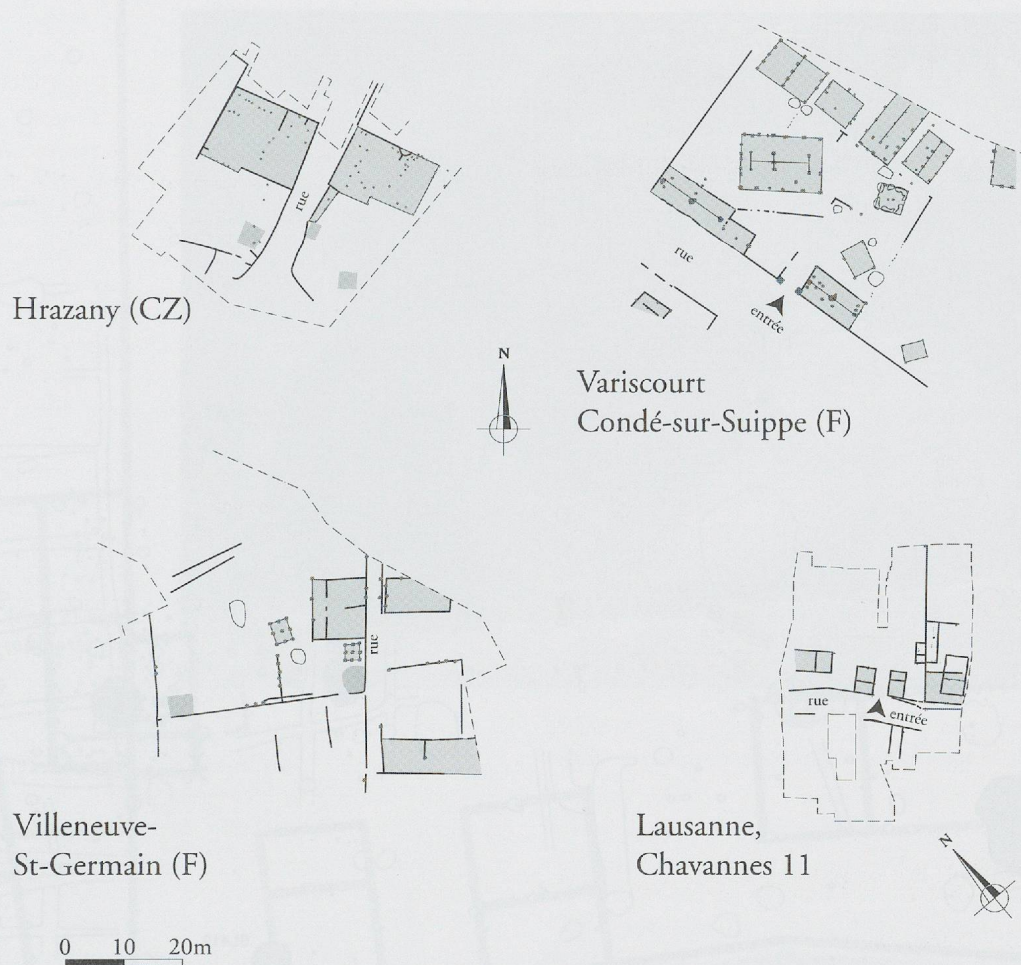 rue
Hrazany (CZ)
rue
entrée
Variscourt
Condé-sur-Suippe (F)
N
rue
Villeneuve-
St-Germain (F)
rue
entrée
Lausanne,
Chavannes 11
N
0 10 20m